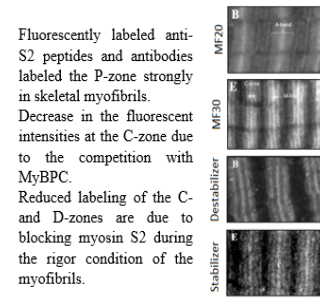 Fluorescently labeled anti-
S2 peptides and antibodies
labeled the P-zone strongly
in skeletal myofibrils.
Decrease in the fluorescent
intensities at the C-zone due
to the competition with
MyBPC.
Reduced labeling of the C-
and D-zones are due to
blocking myosin S2 during
the rigor condition of the
myofibrils.
MF20
B
A-band
MF30
E
Destabilizer
Stabilizer